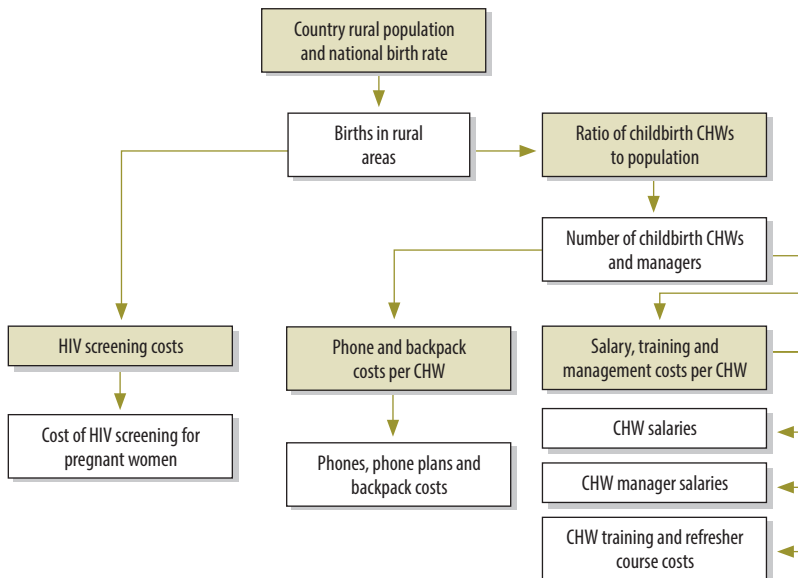 Country rural population
and national birth rate
Births in rural
areas
Ratio of childbirth CHWs
to population
Number of childbirth CHWs
and managers
HIV screening costs
Phone and backpack
costs per CHW
Salary, training and
management costs per CHW
Cost of HIV screening for
pregnant women
Phones, phone plans and
backpack costs
CHW salaries
CHW manager salaries
CHW training and refresher
course costs